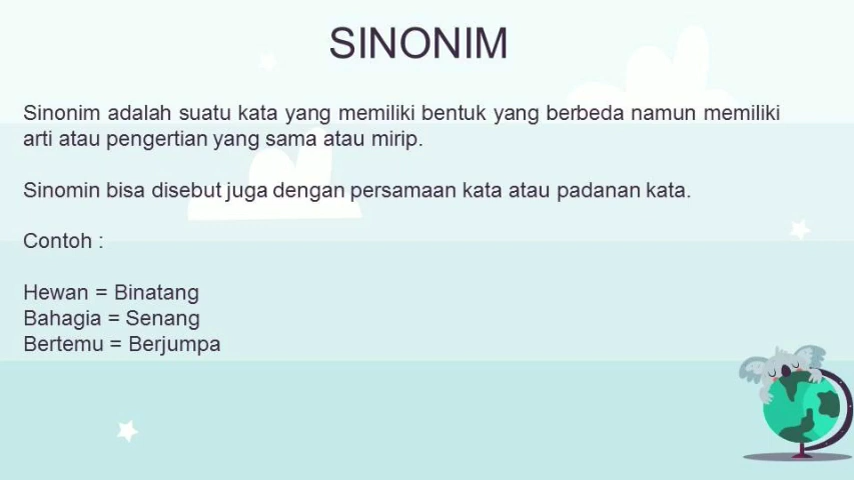 SINONIM
Sinonim adalah suatu kata yang memiliki bentuk yang berbeda namun memiliki
arti atau pengertian yang sama atau mirip.
Sinomin bisa disebut juga dengan persamaan kata atau padanan kata.
Contoh :
Hewan = Binatang
Bahagia = Senang
Bertemu = Berjumpa